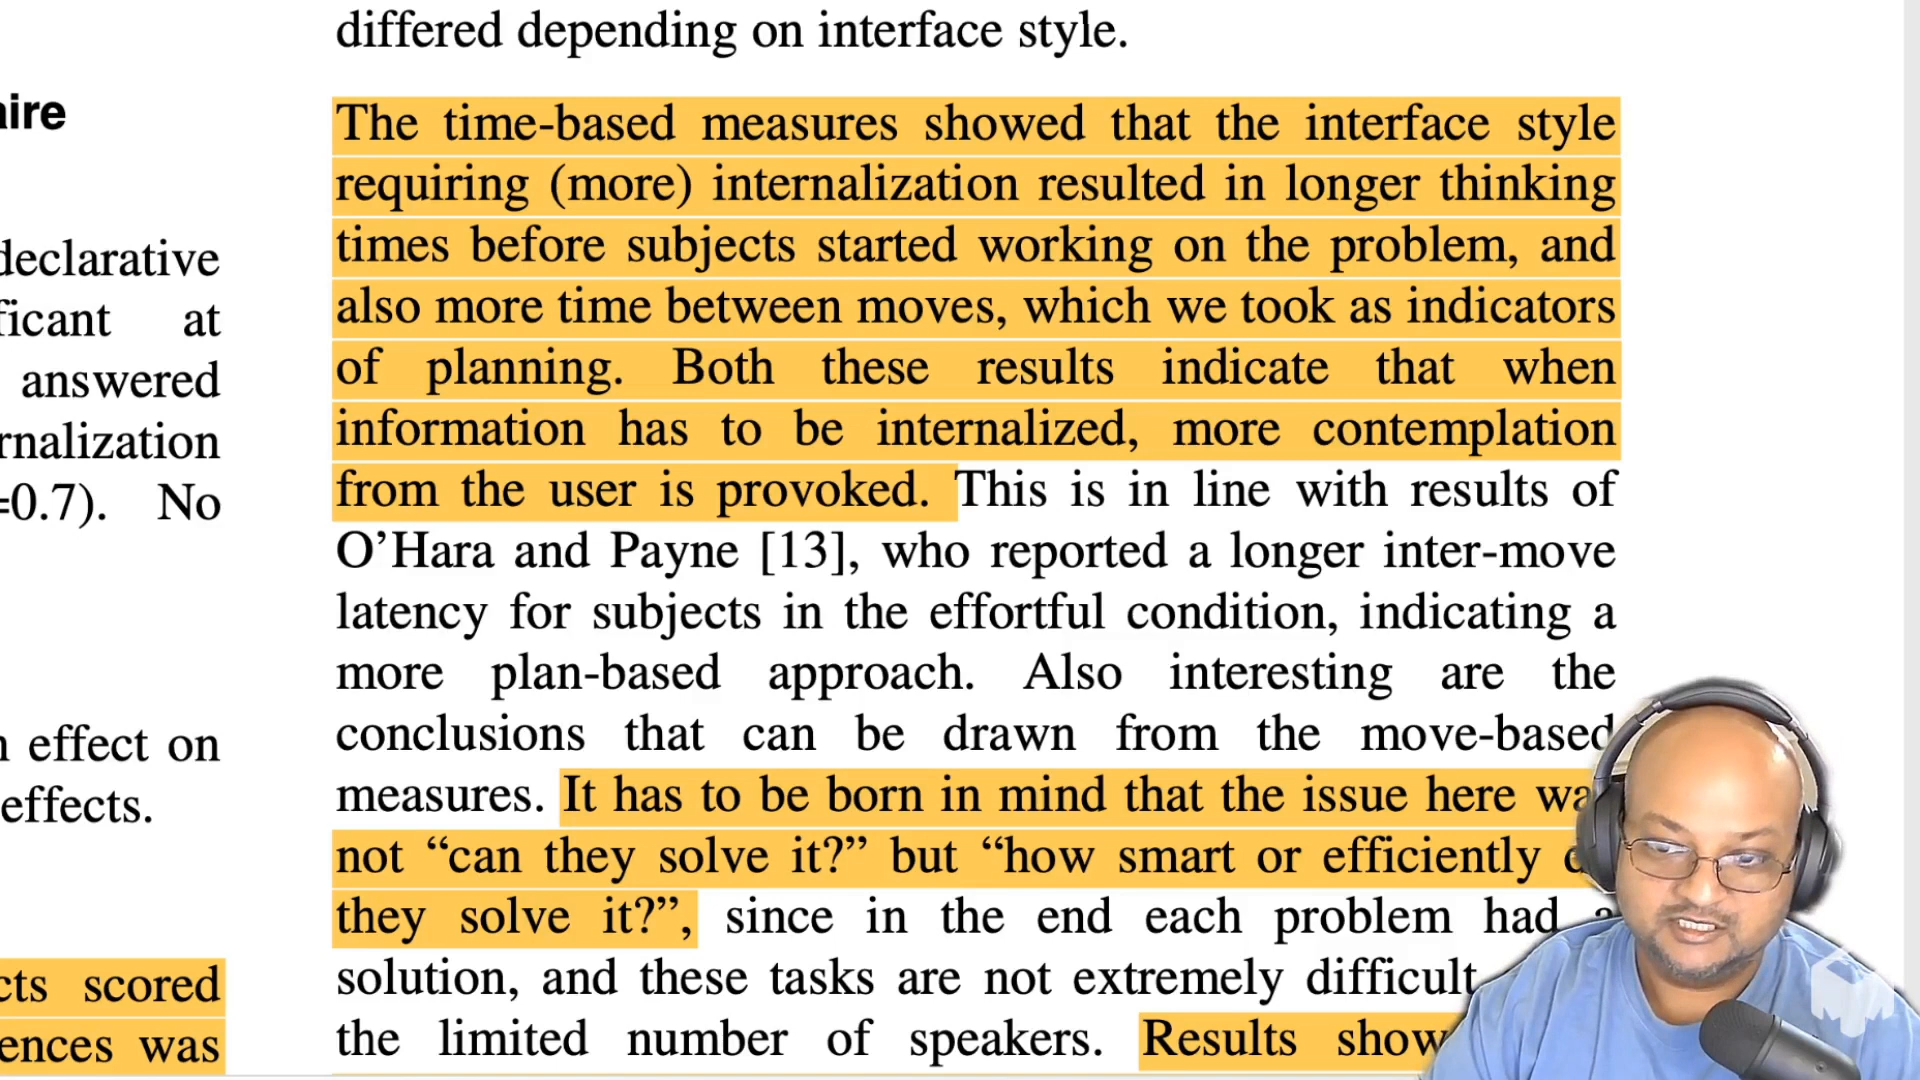 aire
declarative
ficant at
answered
rnalization
=0.7). No
effect on
effects.
cts scored
ences was
differed depending on interface style.
The time-based measures showed that the interface style
requiring (more) internalization resulted in longer thinking
times before subjects started working on the problem, and
also more time between moves, which we took as indicators
of planning. Both these results indicate that when
information has to be internalized, more contemplation
from the user is provoked. This is in line with results of
O’Hara and Payne [13], who reported a longer inter-move
latency for subjects in the effortful condition, indicating a
more plan-based approach. Also interesting are the
conclusions that can be drawn from the move-based
measures. It has to be born in mind that the issue here wa
not “can they solve it?” but “how smart or efficiently
they solve it?”, since in the end each problem had a
solution, and these tasks are not extremely difficult
the limited number of speakers. Results show